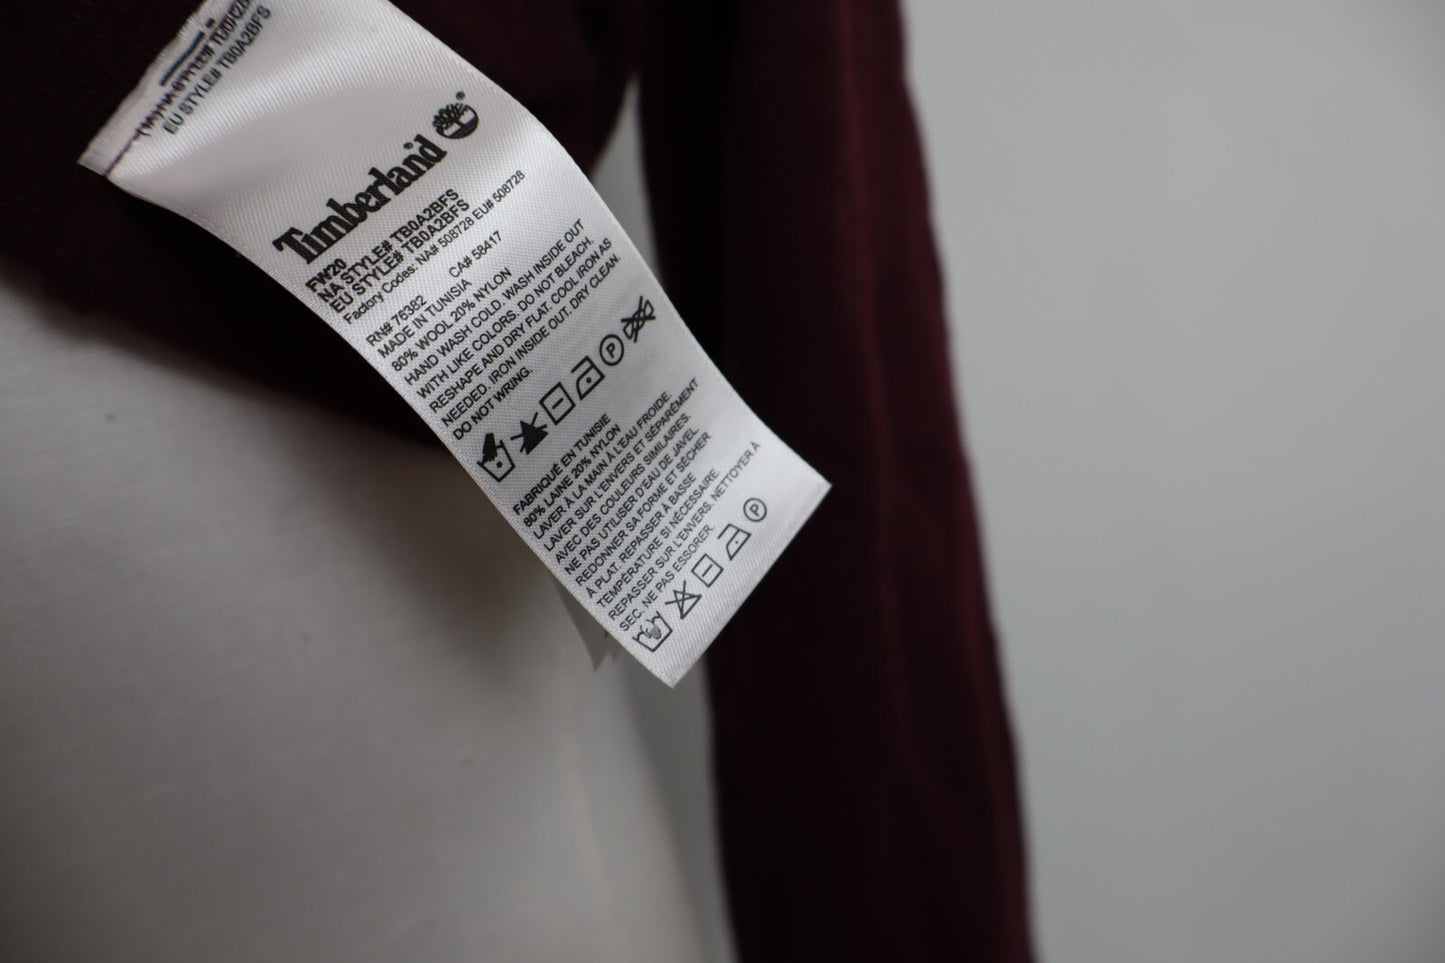 EU STYLE# TB0A2BFS
Timberland®
FW20
NA STYLE# TB0A2BFS
EU STYLE# TB0A2BFS
Factory Codes: NA# 508728 EU# 508728
RN# 76382 CA# 58417
MADE IN TUNISIA
80% WOOL 20% NYLON
HAND WASH COLD. WASH INSIDE OUT
WITH LIKE COLORS. DO NOT BLEACH.
RESHAPE AND DRY FLAT. COOL IRON AS
NEEDED. IRON INSIDE OUT. DRY CLEAN.
DO NOT WRING.
P
FABRIQUÉ EN TUNISIE
80% LAINE 20% NYLON
LAVER À LA MAIN À L'EAU FROIDE.
LAVER SUR L'ENVERS ET SÉPARÉMENT
AVEC DES COULEURS SIMILAIRES.
NE PAS UTILISER D'EAU DE JAVEL
REDONNER SA FORME ET SÉCHER
À PLAT. REPASSER À BASSE
TEMPÉRATURE SI NÉCESSAIRE.
REPASSER SUR L'ENVERS. NETTOYER À
SEC. NE PAS ESSORER.
P